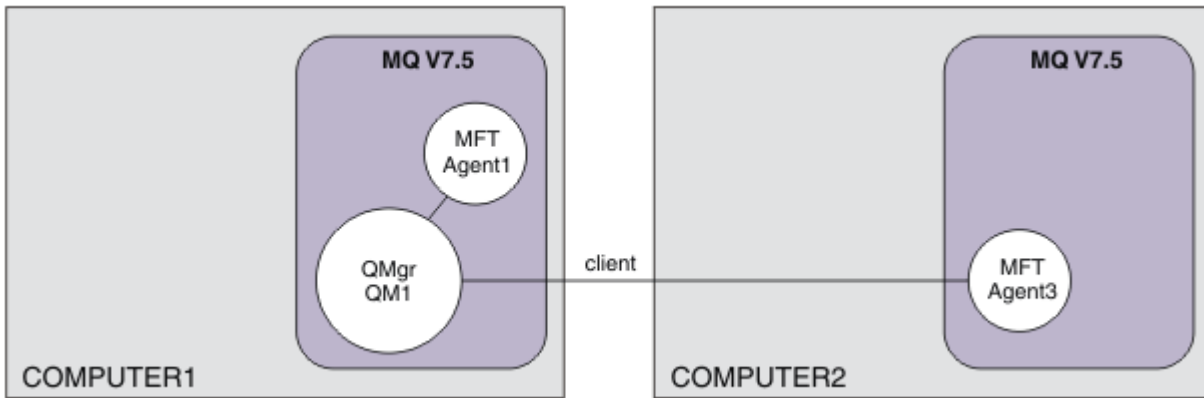 MQ V7.5
MFT
Agent1
QMgr
QM1
COMPUTER1
client
MQ V7.5
MFT
Agent3
COMPUTER2